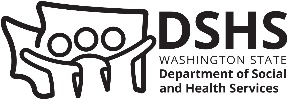 DSHS
WASHINGTON STATE
Department of Social
and Health Services